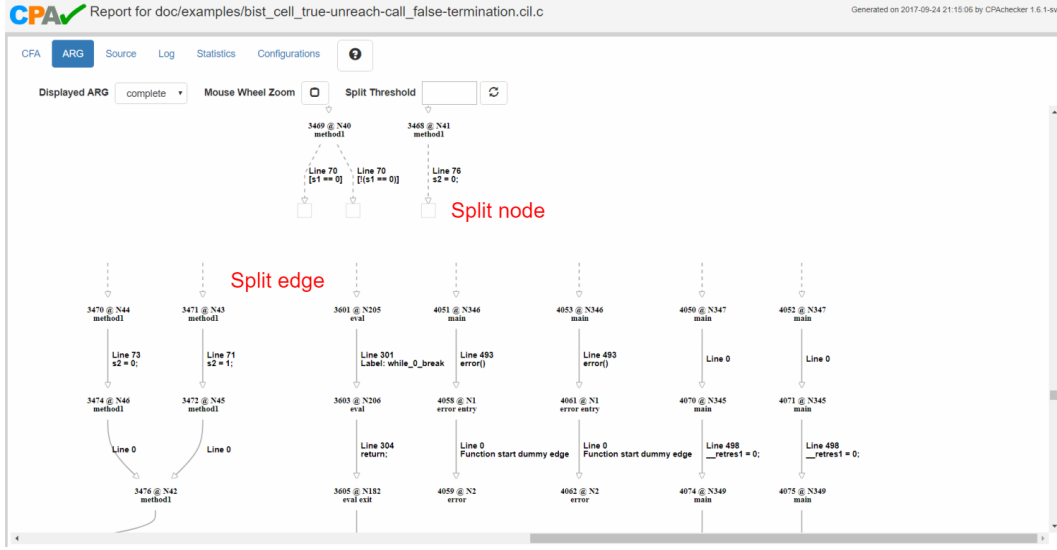 CPA Report for doc/examples/bist_cell_true-unreach-call_false-termination.cil.c
Generated on 2017-09-24 21:15:06 by CPAchecker 1.6.1-sv
CFA ARG Source Log Statistics Configurations ?
Displayed ARG complete Mouse Wheel Zoom Split Threshold
3469 @ N40 3468 @ N41
method1 method1
Line 70 Line 70 Line 76
[s1 == 0] [!(s1 == 0)] s2 = 0;
Split node
Split edge
3470 @ N44 3471 @ N43 3601 @ N205 4051 @ N346 4053 @ N346 4050 @ N347 4052 @ N347
method1 method1 eval main main main main
Line 73 Line 71 Line 301 Line 493 Line 493 Line 0 Line 0
s2 = 0; s2 = 1; Label: while_0_break error() error()
3474 @ N46 3472 @ N45 3603 @ N206 4058 @ N1 4061 @ N1 4070 @ N345 4071 @ N345
method1 method1 eval error entry error entry main main
Line 0 Line 0 Line 304 Line 0 Line 0 Line 498 Line 498
return; Function start dummy edge Function start dummy edge __retres1 = 0; __retres1 = 0;
3476 @ N42 3605 @ N182 4059 @ N2 4062 @ N2 4074 @ N349 4075 @ N349
method1 eval exit error error main main